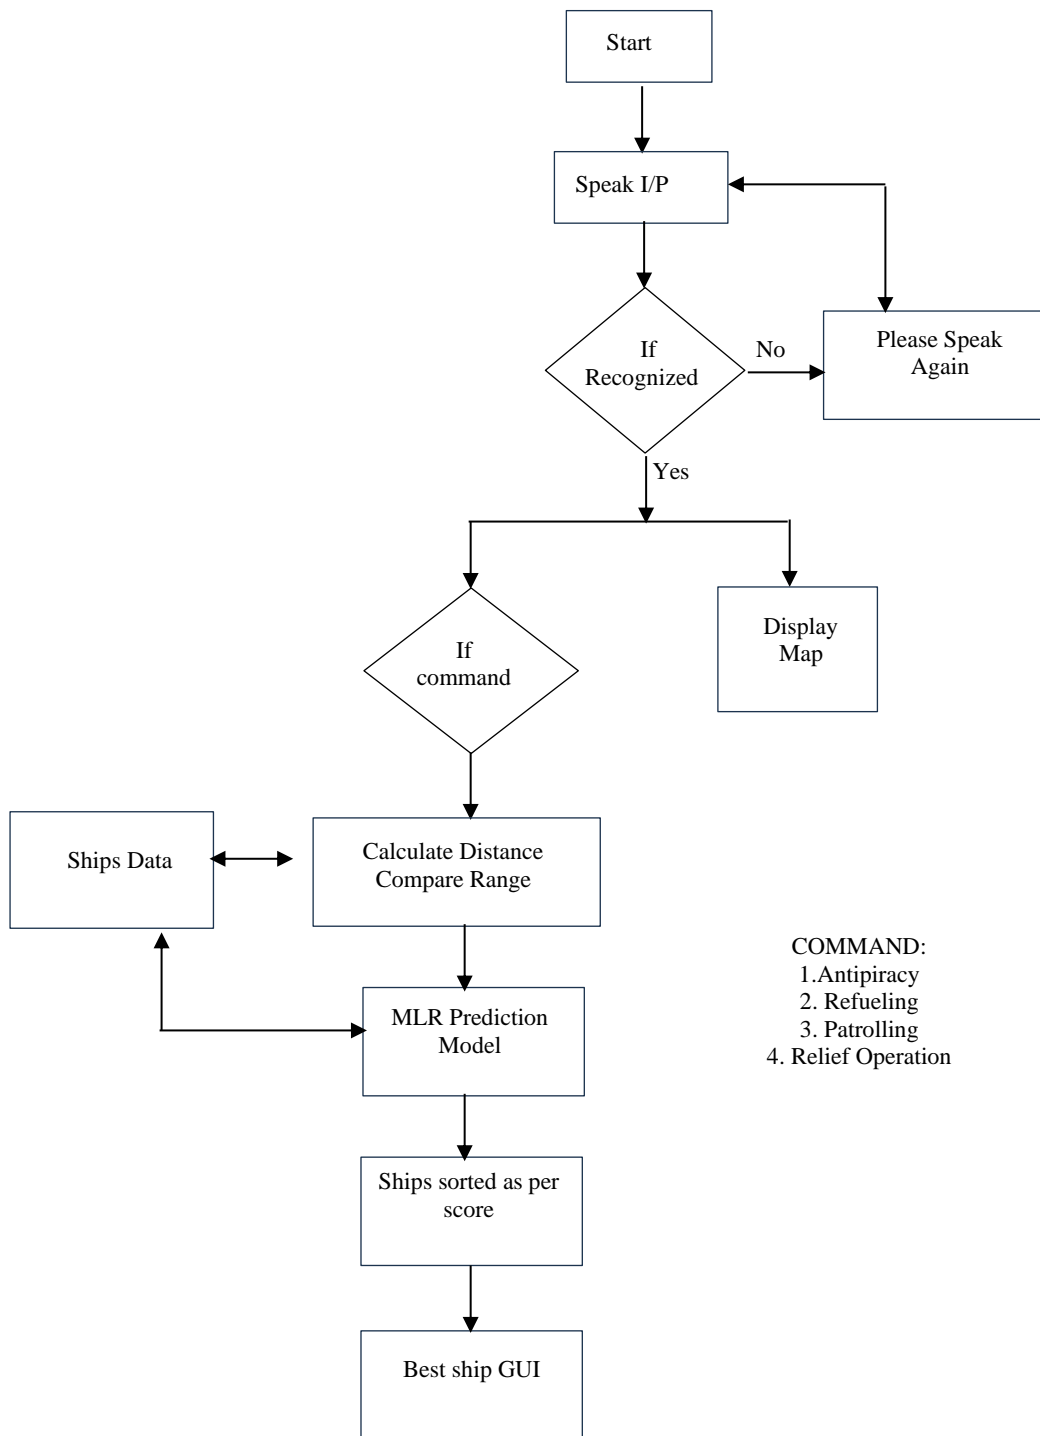 Start
Speak I/P
If
Recognized
No
Please Speak
Again
Yes
If
command
Display
Map
Ships Data
Calculate Distance
Compare Range
COMMAND:
1.Antipiracy
2. Refueling
3. Patrolling
4. Relief Operation
MLR Prediction
Model
Ships sorted as per
score
Best ship GUI